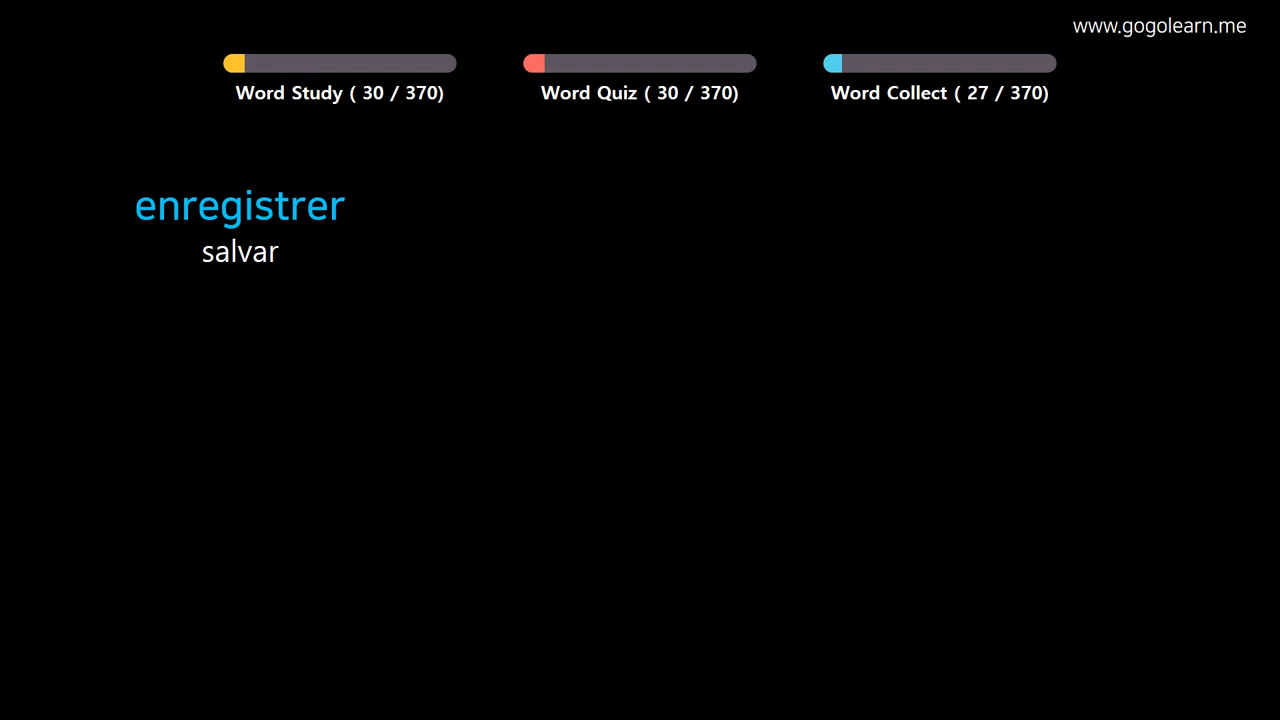 www.gogolearn.me
Word Study ( 30 / 370)
Word Quiz ( 30 / 370)
Word Collect ( 27 / 370)
enregistrer
salvar